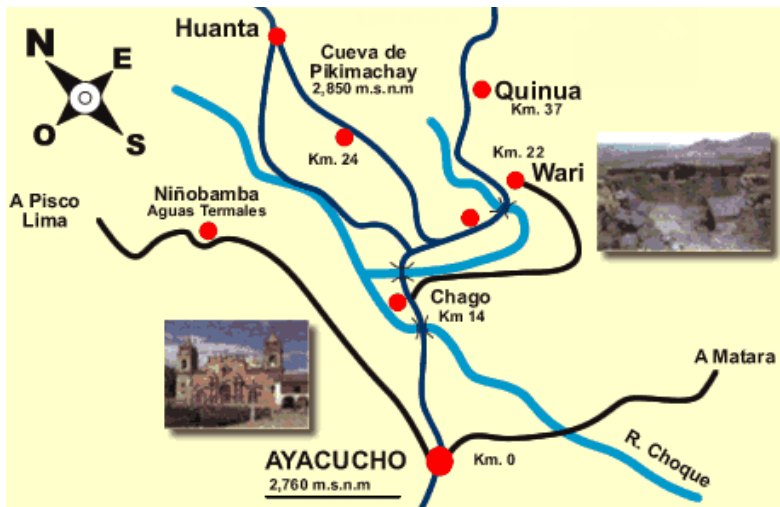 N
E
O
S
Huanta
Cueva de
Pikimachay
2,850 m.s.n.m
Km. 24
Quinua
Km. 37
Km. 22
Wari
A Pisco
Lima
Niñobamba
Aguas Termales
Chago
Km 14
A Matara
R. Choque
AYACUCHO
2,760 m.s.n.m
Km. 0